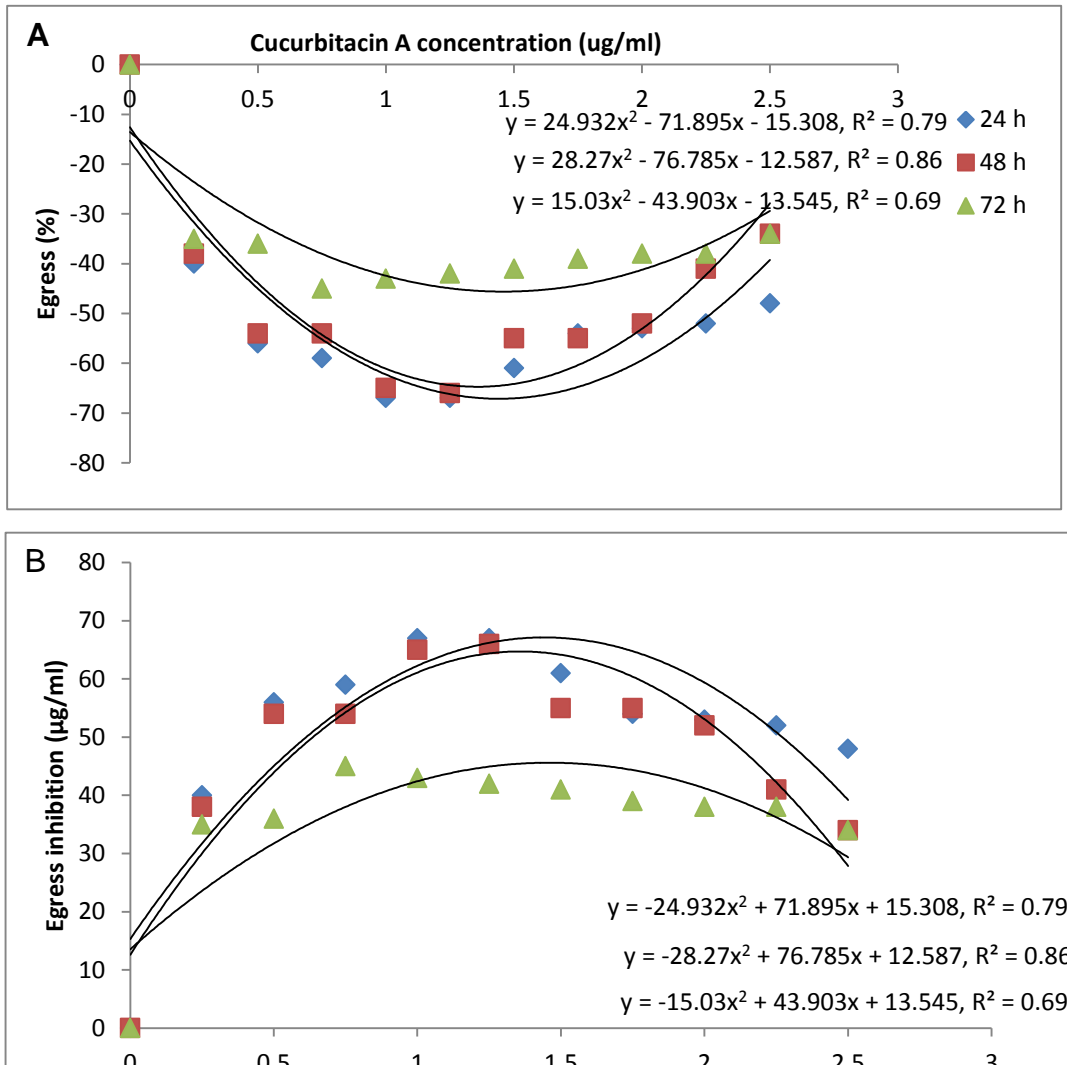 A
Cucurbitacin A concentration (ug/ml)
0
0 0.5 1 1.5 2 2.5 3
-10
y = 24.932x² - 71.895x - 15.308, R² = 0.79 24 h
-20
y = 28.27x² - 76.785x - 12.587, R² = 0.86 48 h
y = 15.03x² - 43.903x - 13.545, R² = 0.69 72 h
-30
-40
-50
-60
-70
-80
Egress (%)
B
80
70
60
50
40
30
20
10
0
Egress inhibition (µg/ml)
y = -24.932x² + 71.895x + 15.308, R² = 0.79
y = -28.27x² + 76.785x + 12.587, R² = 0.86
y = -15.03x² + 43.903x + 13.545, R² = 0.69
0 0.5 1 1.5 2 2.5 3